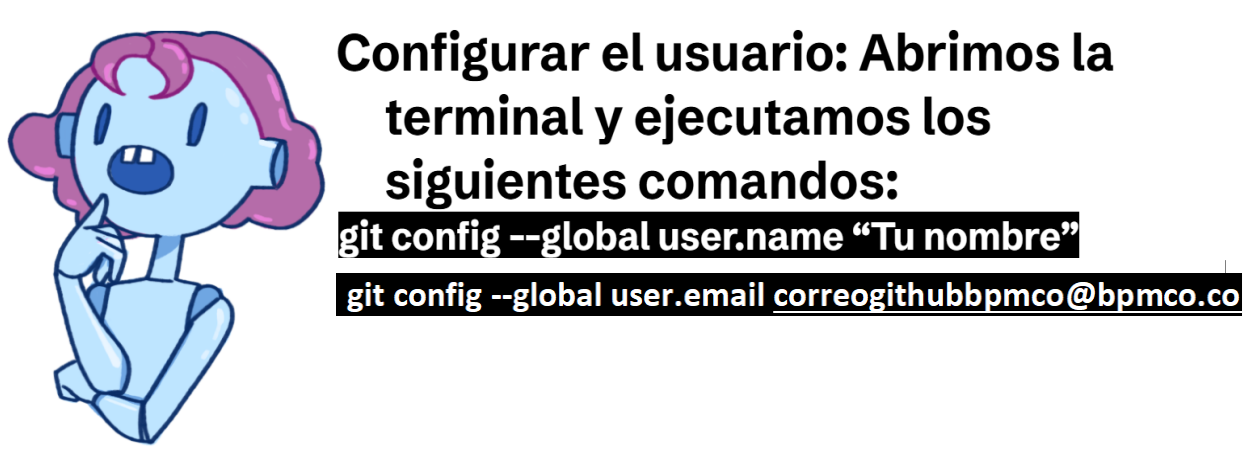 Configurar el usuario: Abrimos la
terminal y ejecutamos los
siguientes comandos:
git config --global user.name “Tu nombre”
git config --global user.email correogithubbpmco@bpmco.co